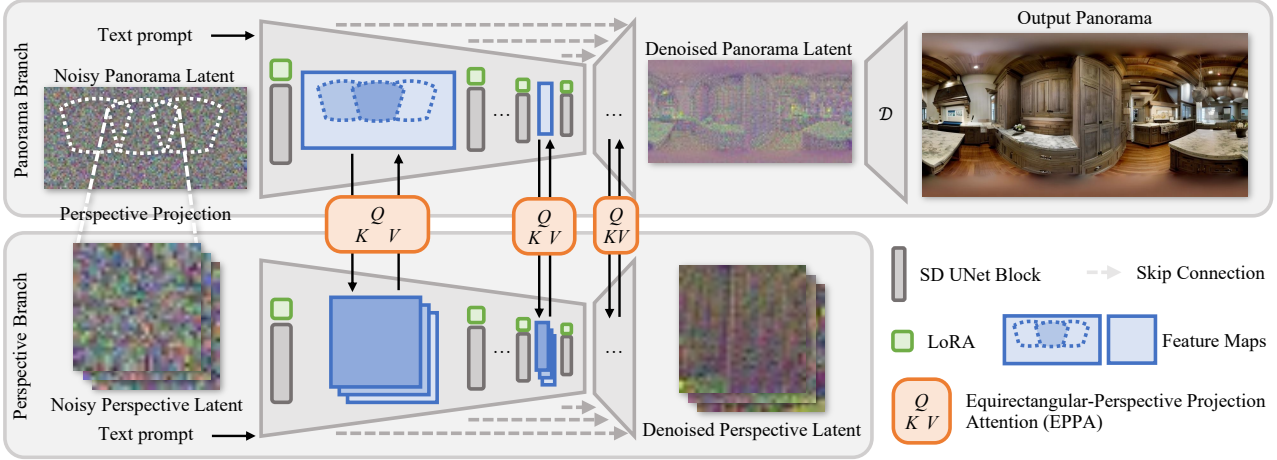 Panorama Branch
Text prompt
Noisy Panorama Latent
Perspective Projection
...
...
Q
K V
Q
K V
Q
KV
Denoised Panorama Latent
𝒟
Output Panorama
Perspective Branch
Noisy Perspective Latent
Text prompt
...
...
Denoised Perspective Latent
SD UNet Block
Skip Connection
LoRA
Feature Maps
Q
K V
Equirectangular-Perspective Projection
Attention (EPPA)